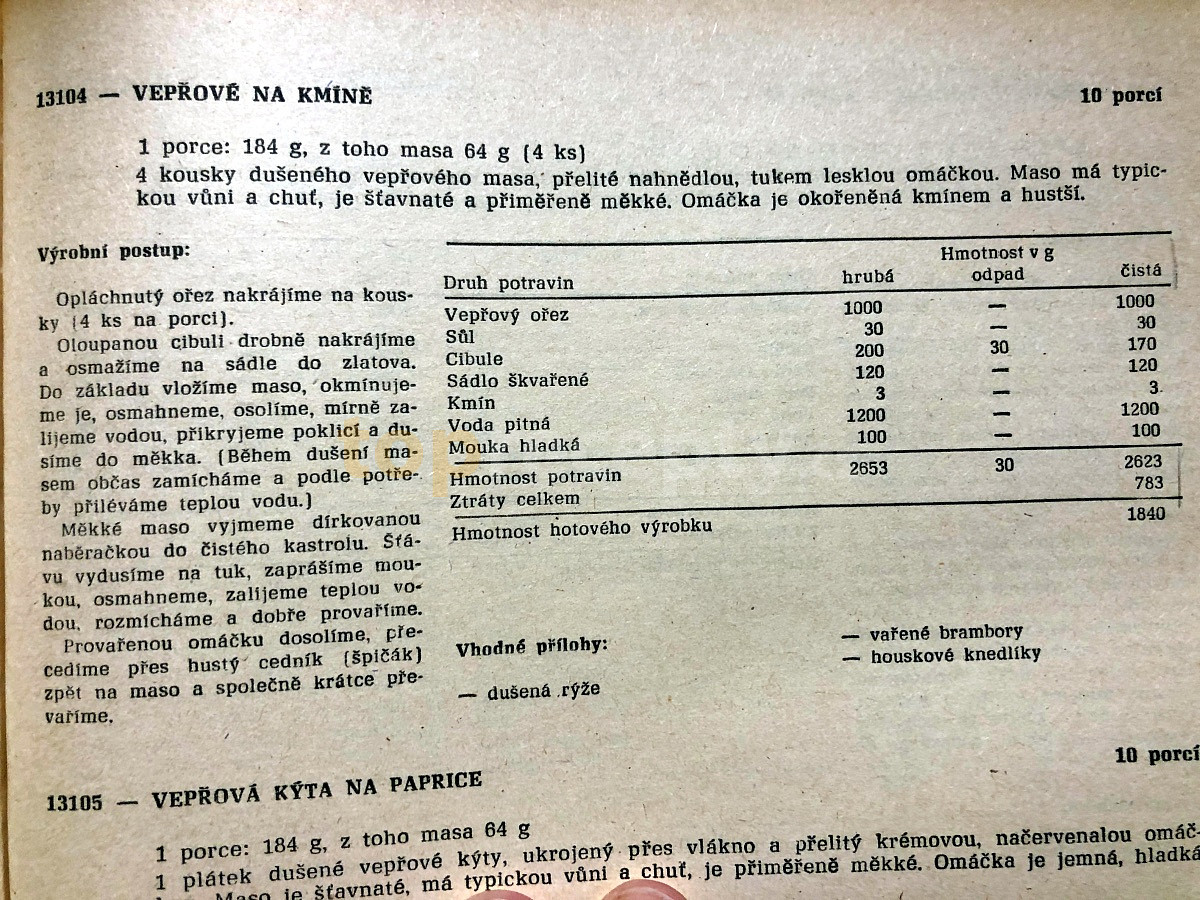 13104 — VEPŘOVÉ NA KMÍNĚ
10 porcí
1 porce: 184 g, z toho masa 64 g (4 ks)
4 kousky dušeného vepřového masa, přelité nahnědlou, tukem lesklou omáčkou. Maso má typic-
kou vůni a chuť, je šťavnaté a přiměřeně měkké. Omáčka je okořeněná kmínem a hustší.
Výrobní postup:
Opláchnutý ořez nakrájíme na kous-
ky (4 ks na porci).
Oloupanou cibuli drobně nakrájíme
a osmažíme na sádle do zlatova.
Do základu vložíme maso, okmínuje-
me je, osmahneme, osolíme, mírně za-
lijeme vodou, přikryjeme poklicí a du-
síme do měkka. (Během dušení ma-
sem občas zamícháme a podle potře-
by přiléváme teplou vodu.)
Měkké maso vyjmeme dírkovanou
naběračkou do čistého kastrolu. Šťá-
vu vydusíme na tuk, zaprášíme mou-
kou, osmahneme, zalijeme teplou vo-
dou, rozmícháme a dobře provaříme.
Provařenou omáčku dosolíme, pře-
cedíme přes hustý cedník (špičák)
zpět na maso a společně krátce pře-
vaříme.
Hmotnost v g
Druh potravin hrubá odpad čistá
Vepřový ořez 1000 — 1000
Sůl 30 — 30
Cibule 200 30 170
Sádlo škvařené 120 — 120
Kmín 3 — 3
Voda pitná 1200 — 1200
Mouka hladká 100 — 100
Hmotnost potravin 2653 30 2623
Ztráty celkem 783
Hmotnost hotového výrobku 1840
Vhodné přílohy:
— dušená rýže
— vařené brambory
— houskové knedlíky
13105 — VEPŘOVÁ KÝTA NA PAPRICE
10 porcí
1 porce: 184 g, z toho masa 64 g
1 plátek dušené vepřové kýty, ukrojený přes vlákno a přelitý krémovou, načervenalou omáč-
Maso je šťavnaté, má typickou vůni a chuť, je přiměřeně měkké. Omáčka je jemná, hladká